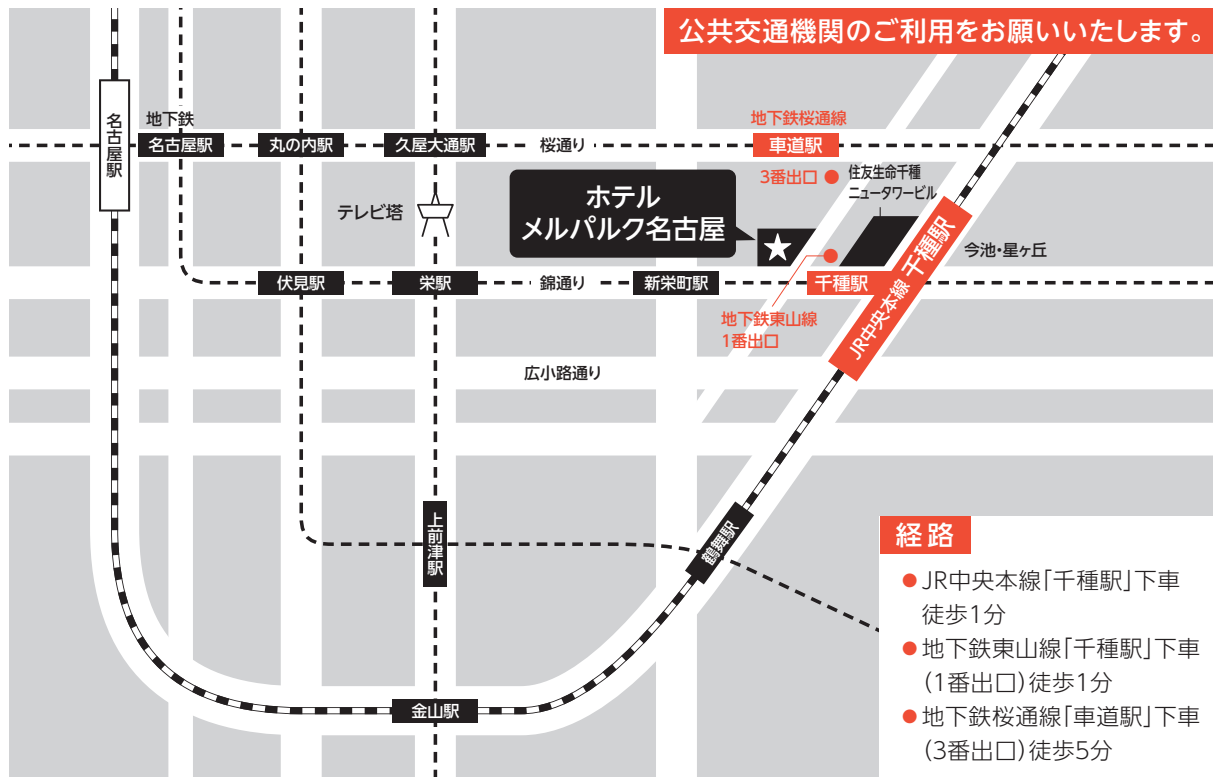 公共交通機関のご利用をお願いいたします。
名古屋駅
地下鉄
名古屋駅
丸の内駅
久屋大通駅
桜通り
地下鉄桜通線
車道駅
3番出口
住友生命千種
ニュータワービル
ホテル
メルパルク名古屋
テレビ塔
今池・星ヶ丘
伏見駅
栄駅
錦通り
新栄町駅
千種駅
JR中央本線 千種駅
地下鉄東山線
1番出口
広小路通り
上前津駅
鶴舞駅
金山駅
経路
●JR中央本線「千種駅」下車
徒歩1分
●地下鉄東山線「千種駅」下車
(1番出口)徒歩1分
●地下鉄桜通線「車道駅」下車
(3番出口)徒歩5分